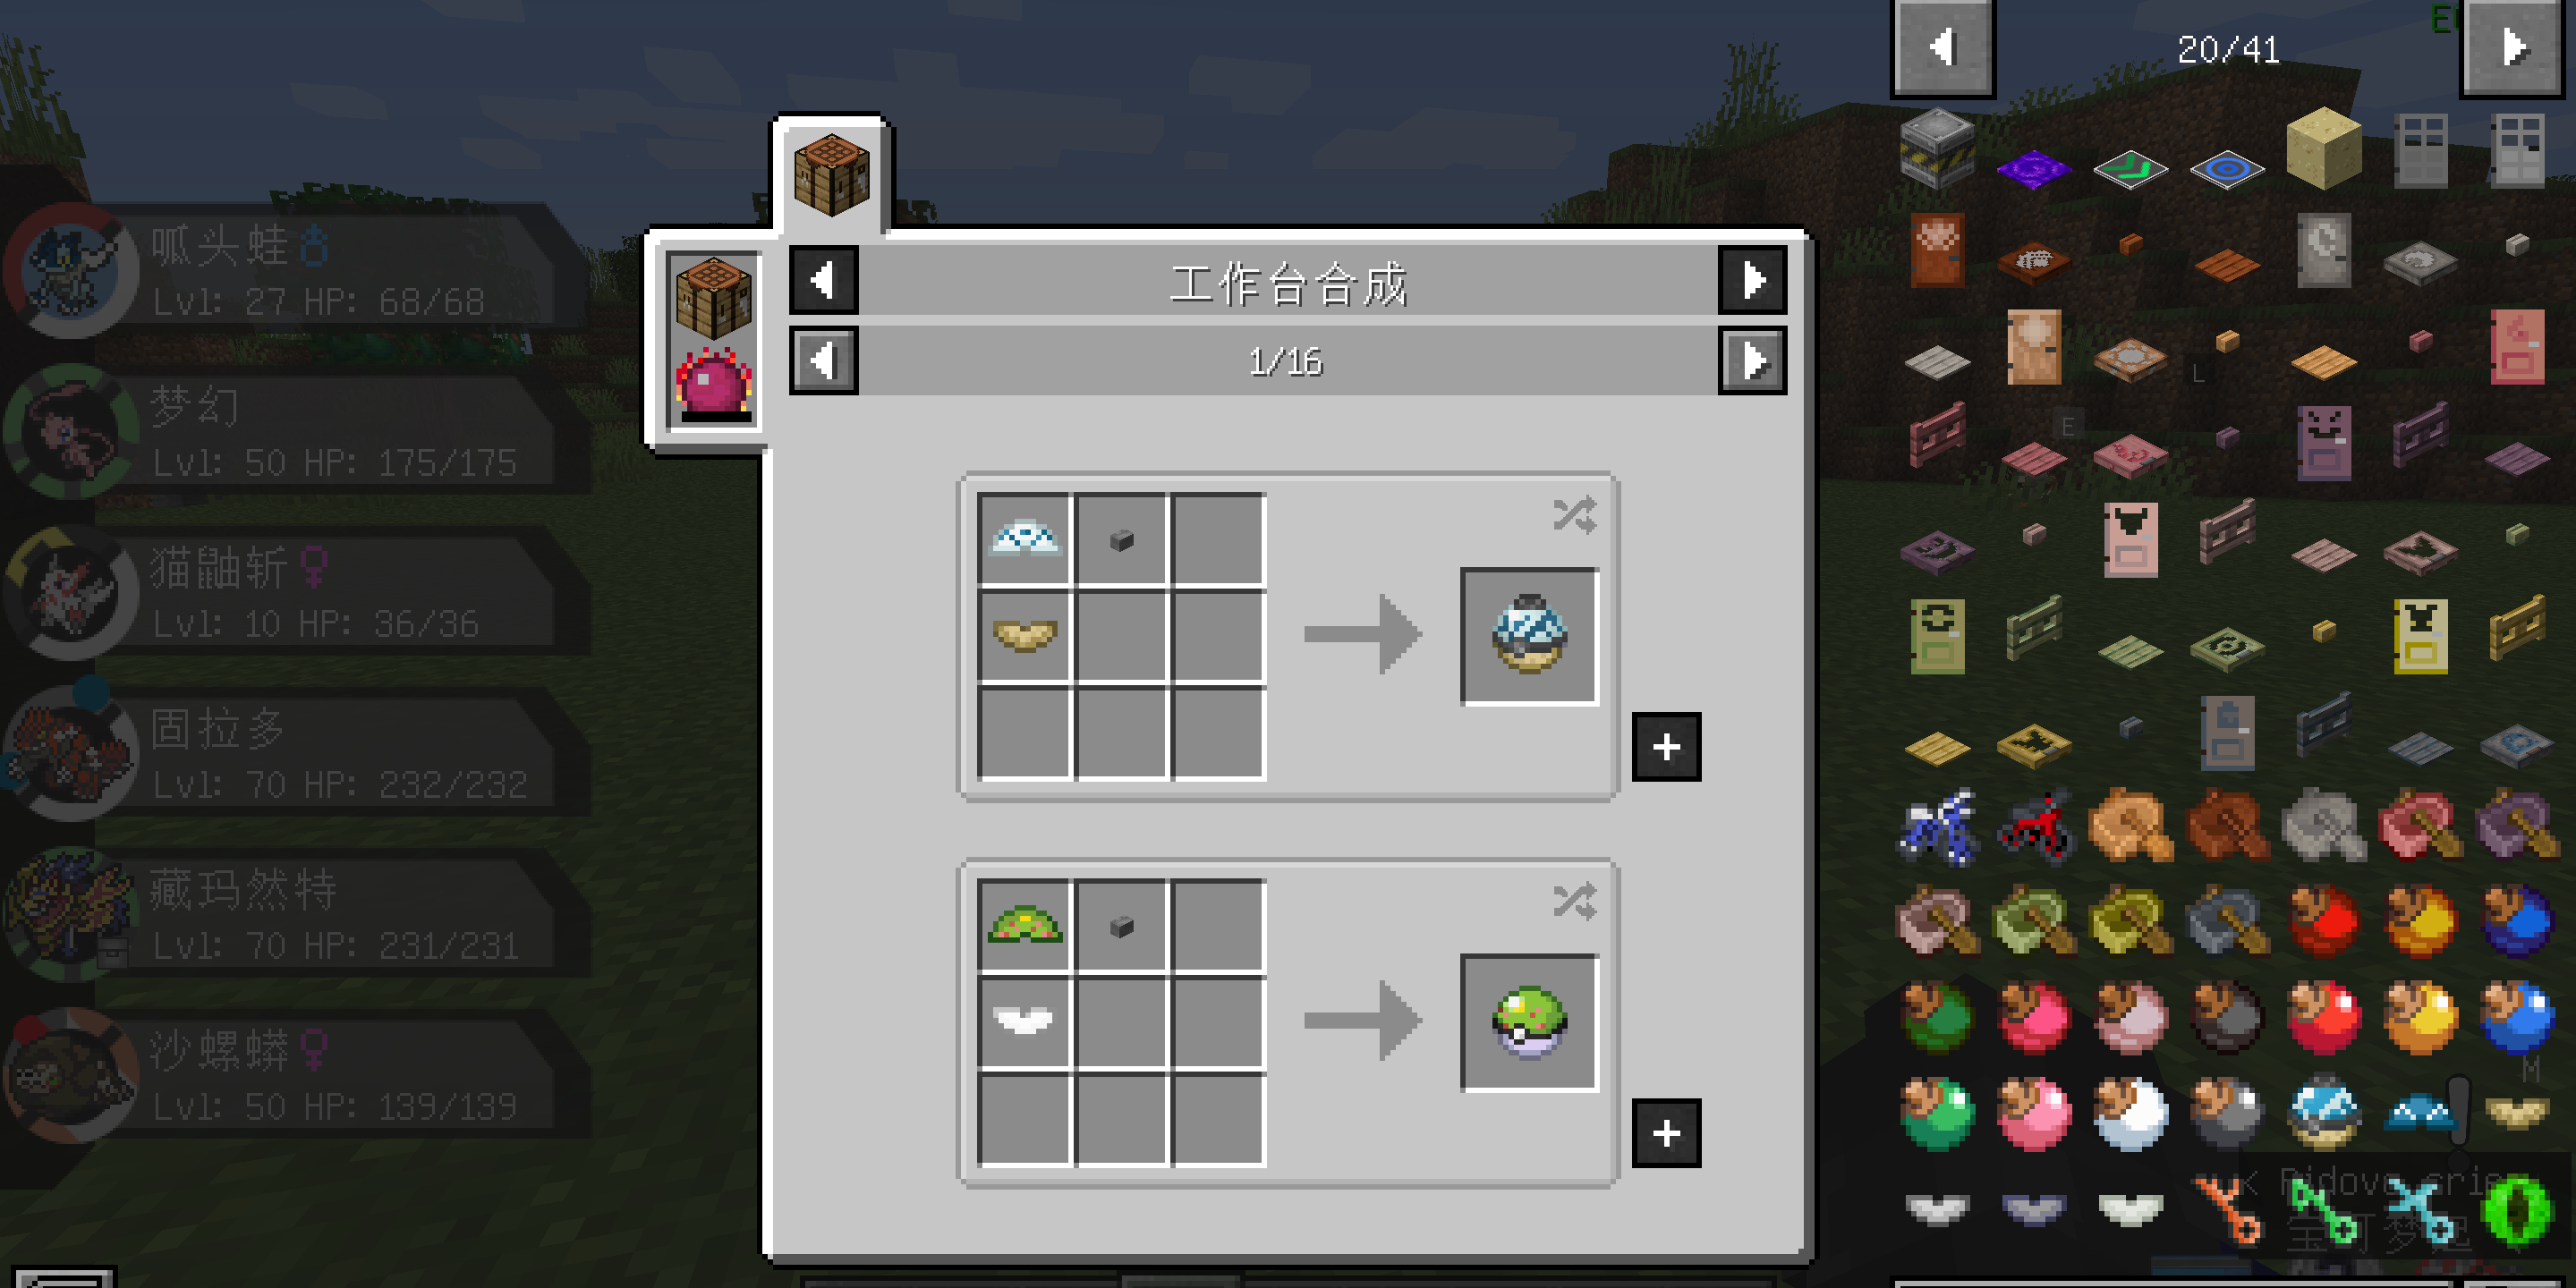 20/41
工作台合成
1/16
呱头蛙
Lvl: 27 HP: 68/68
梦幻
Lvl: 50 HP: 175/175
猫鼬斩
Lvl: 10 HP: 36/36
固拉多
Lvl: 70 HP: 232/232
藏玛然特
Lvl: 70 HP: 231/231
沙螺蟒
Lvl: 50 HP: 139/139
L
E
M